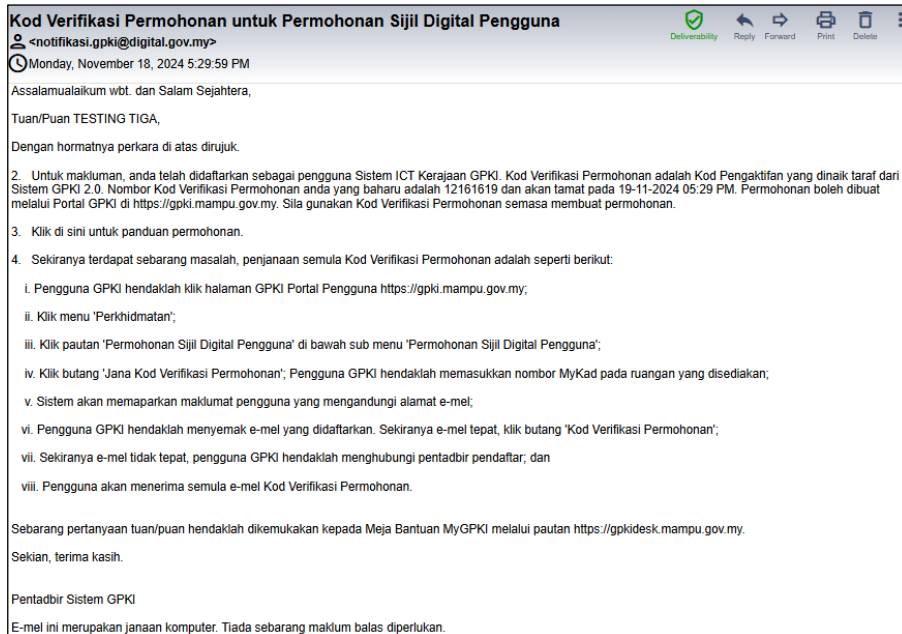 Kod Verifikasi Permohonan untuk Permohonan Sijil Digital Pengguna
<notifikasi.gpki@digital.gov.my>
Monday, November 18, 2024 5:29:59 PM
Deliverability Reply Forward Print Delete
Assalamualaikum wbt. dan Salam Sejahtera,
Tuan/Puan TESTING TIGA,
Dengan hormatnya perkara di atas dirujuk.
2. Untuk makluman, anda telah didaftarkan sebagai pengguna Sistem ICT Kerajaan GPKI. Kod Verifikasi Permohonan adalah Kod Pengaktifan yang dinaik taraf dari
Sistem GPKI 2.0. Nombor Kod Verifikasi Permohonan anda yang baharu adalah 12161619 dan akan tamat pada 19-11-2024 05:29 PM. Permohonan boleh dibuat
melalui Portal GPKI di https://gpki.mampu.gov.my. Sila gunakan Kod Verifikasi Permohonan semasa membuat permohonan.
3. Klik di sini untuk panduan permohonan.
4. Sekiranya terdapat sebarang masalah, penjanaan semula Kod Verifikasi Permohonan adalah seperti berikut:
i. Pengguna GPKI hendaklah klik halaman GPKI Portal Pengguna https://gpki.mampu.gov.my;
ii. Klik menu 'Perkhidmatan';
iii. Klik pautan 'Permohonan Sijil Digital Pengguna' di bawah sub menu 'Permohonan Sijil Digital Pengguna';
iv. Klik butang 'Jana Kod Verifikasi Permohonan'; Pengguna GPKI hendaklah memasukkan nombor MyKad pada ruangan yang disediakan;
v. Sistem akan memaparkan maklumat pengguna yang mengandungi alamat e-mel;
vi. Pengguna GPKI hendaklah menyemak e-mel yang didaftarkan. Sekiranya e-mel tepat, klik butang 'Kod Verifikasi Permohonan';
vii. Sekiranya e-mel tidak tepat, pengguna GPKI hendaklah menghubungi pentadbir pendaftar; dan
viii. Pengguna akan menerima semula e-mel Kod Verifikasi Permohonan.
Sebarang pertanyaan tuan/puan hendaklah dikemukakan kepada Meja Bantuan MyGPKI melalui pautan https://gpkidesk.mampu.gov.my.
Sekian, terima kasih.
Pentadbir Sistem GPKI
E-mel ini merupakan janaan komputer. Tiada sebarang maklum balas diperlukan.